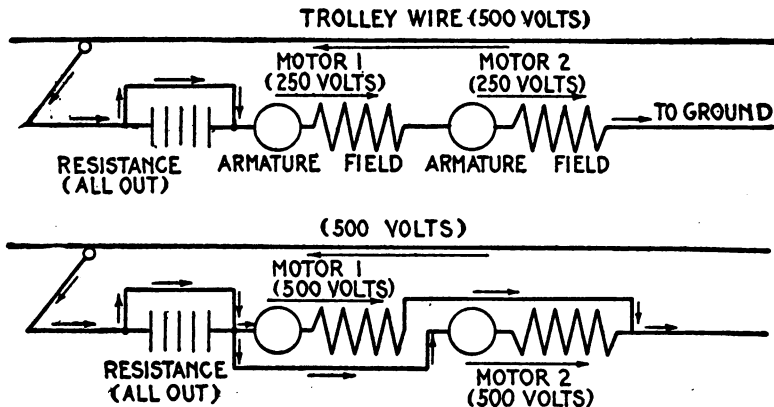 TROLLEY WIRE (500 VOLTS)
MOTOR 1
(250 VOLTS)
MOTOR 2
(250 VOLTS)
TO GROUND
RESISTANCE
(ALL OUT)
ARMATURE
FIELD
ARMATURE
FIELD
(500 VOLTS)
MOTOR 1
(500 VOLTS)
RESISTANCE
(ALL OUT)
MOTOR 2
(500 VOLTS)